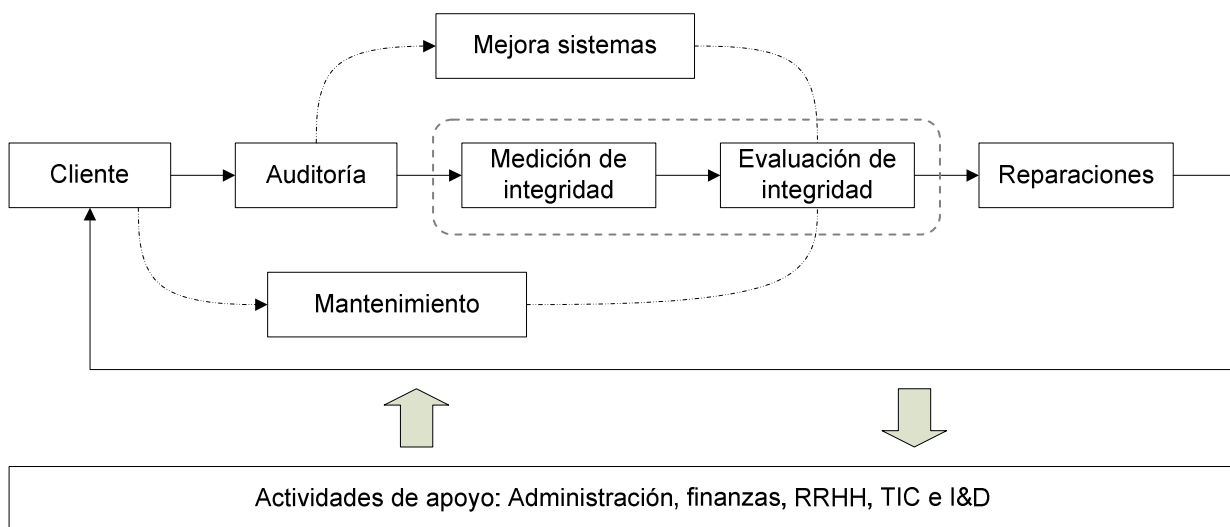 Mejora sistemas
Cliente
Auditoría
Medición de
integridad
Evaluación de
integridad
Reparaciones
Mantenimiento
Actividades de apoyo: Administración, finanzas, RRHH, TIC e I&D